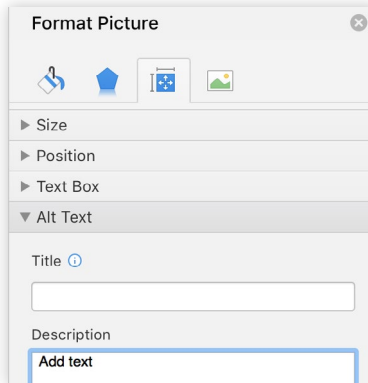 Format Picture
Size
Position
Text Box
Alt Text
Title
Description
Add text